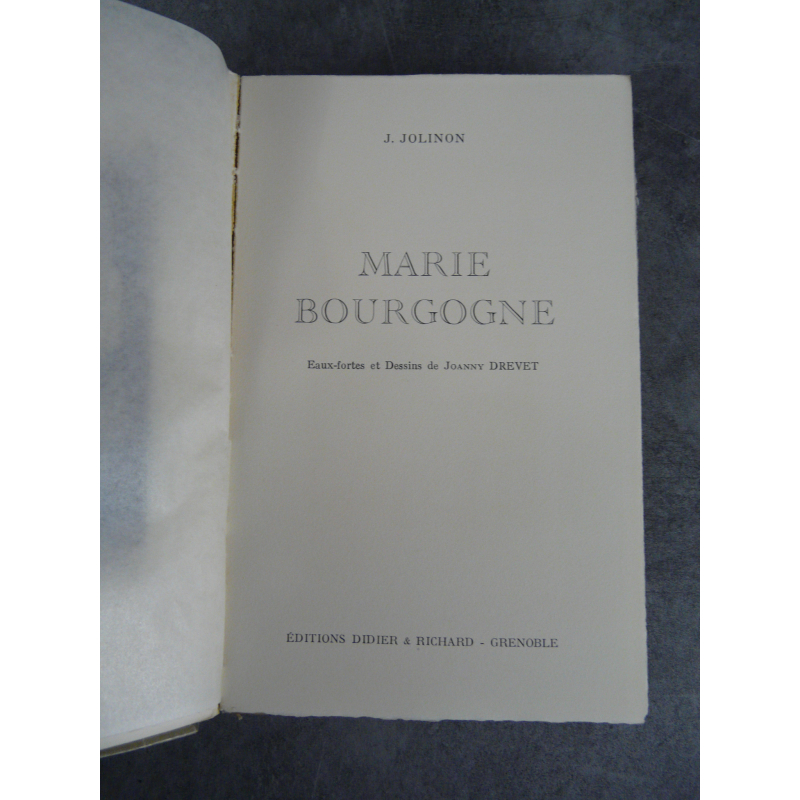 J. JOLINON
MARIE
BOURGOGNE
Eaux-fortes et Dessins de Joanny DREVET
ÉDITIONS DIDIER & RICHARD - GRENOBLE